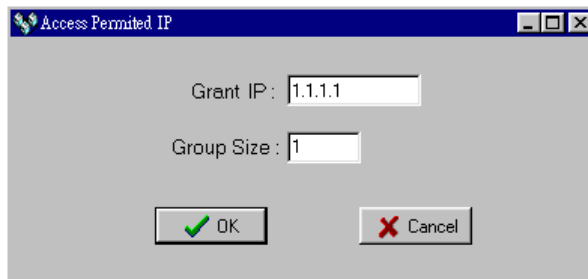 Access Permited IP
Grant IP : 1.1.1.1
Group Size : 1
OK Cancel